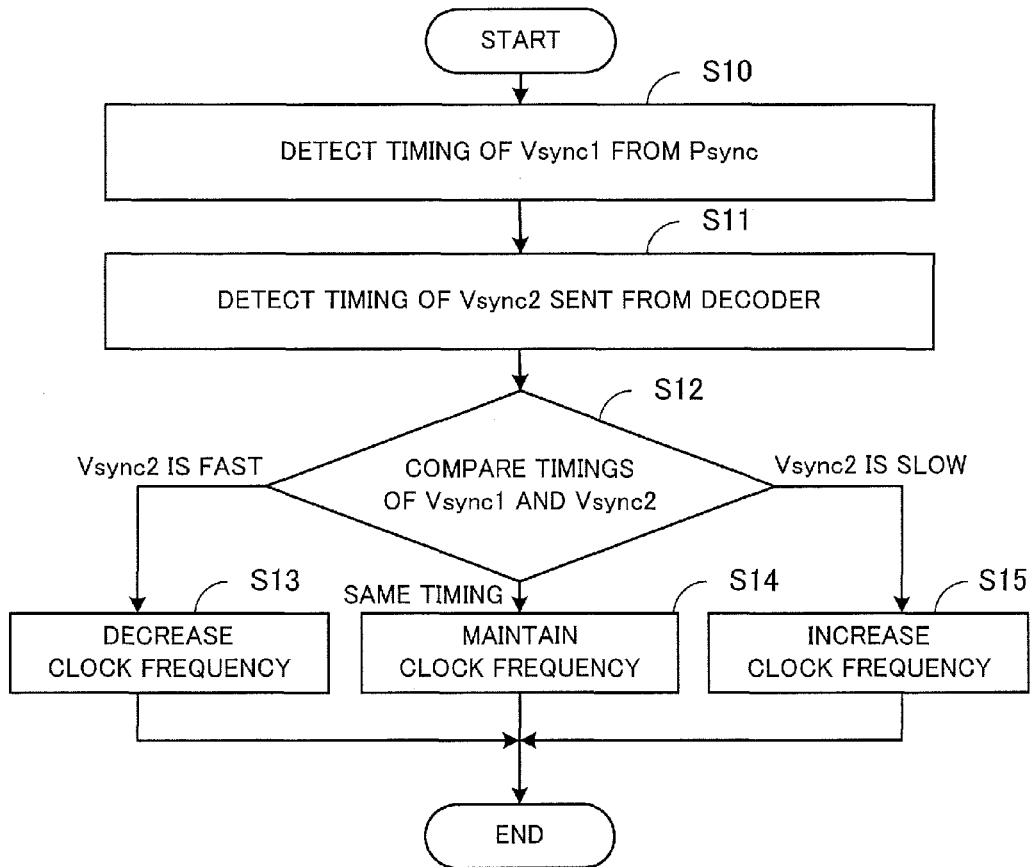 START
S10
DETECT TIMING OF Vsync1 FROM Psync
S11
DETECT TIMING OF Vsync2 SENT FROM DECODER
S12
COMPARE TIMINGS
OF Vsync1 AND Vsync2
Vsync2 IS FAST
Vsync2 IS SLOW
SAME TIMING
S13
DECREASE
CLOCK FREQUENCY
S14
MAINTAIN
CLOCK FREQUENCY
S15
INCREASE
CLOCK FREQUENCY
END